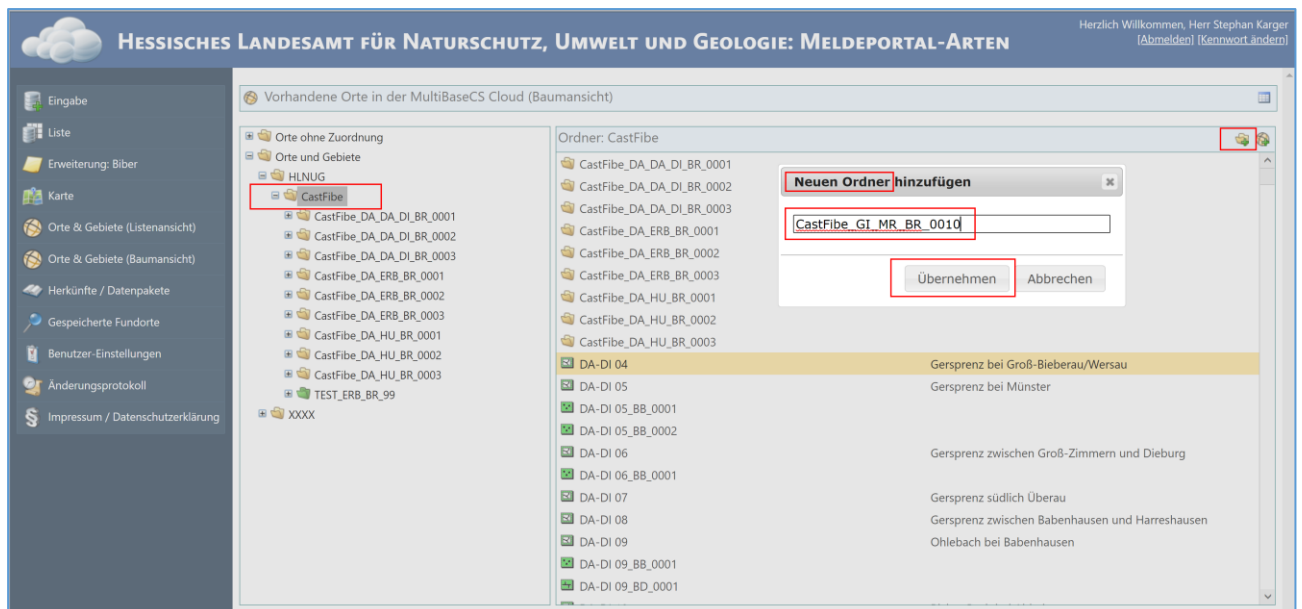 Herzlich Willkommen, Herr Stephan Karger
[Abmelden] [Kennwort ändern]
Hessisches Landesamt für Naturschutz, Umwelt und Geologie: Meldeportal-Arten
Eingabe
Liste
Erweiterung: Biber
Karte
Orte & Gebiete (Listenansicht)
Orte & Gebiete (Baumansicht)
Herkünfte / Datenpakete
Gespeicherte Fundorte
Benutzer-Einstellungen
Änderungsprotokoll
§ Impressum / Datenschutzerklärung
Vorhandene Orte in der MultiBaseCS Cloud (Baumansicht)
Orte ohne Zuordnung
Orte und Gebiete
HLNUG
CastFibe
CastFibe_DA_DA_DI_BR_0001
CastFibe_DA_DA_DI_BR_0002
CastFibe_DA_DA_DI_BR_0003
CastFibe_DA_ERB_BR_0001
CastFibe_DA_ERB_BR_0002
CastFibe_DA_ERB_BR_0003
CastFibe_DA_HU_BR_0001
CastFibe_DA_HU_BR_0002
CastFibe_DA_HU_BR_0003
TEST_ERB_BR_99
XXXX
Ordner: CastFibe
CastFibe_DA_DA_DI_BR_0001
CastFibe_DA_DA_DI_BR_0002
CastFibe_DA_DA_DI_BR_0003
CastFibe_DA_ERB_BR_0001
CastFibe_DA_ERB_BR_0002
CastFibe_DA_ERB_BR_0003
CastFibe_DA_HU_BR_0001
CastFibe_DA_HU_BR_0002
CastFibe_DA_HU_BR_0003
DA-DI 04 Gersprenz bei Groß-Bieberau/Wersau
DA-DI 05 Gersprenz bei Münster
DA-DI 05_BB_0001
DA-DI 05_BB_0002
DA-DI 06 Gersprenz zwischen Groß-Zimmern und Dieburg
DA-DI 06_BB_0001
DA-DI 07 Gersprenz südlich Überau
DA-DI 08 Gersprenz zwischen Babenhausen und Harreshausen
DA-DI 09 Ohlebach bei Babenhausen
DA-DI 09_BB_0001
DA-DI 09_BD_0001
Neuen Ordner hinzufügen
CastFibe_GI_MR_BR_0010
Übernehmen Abbrechen